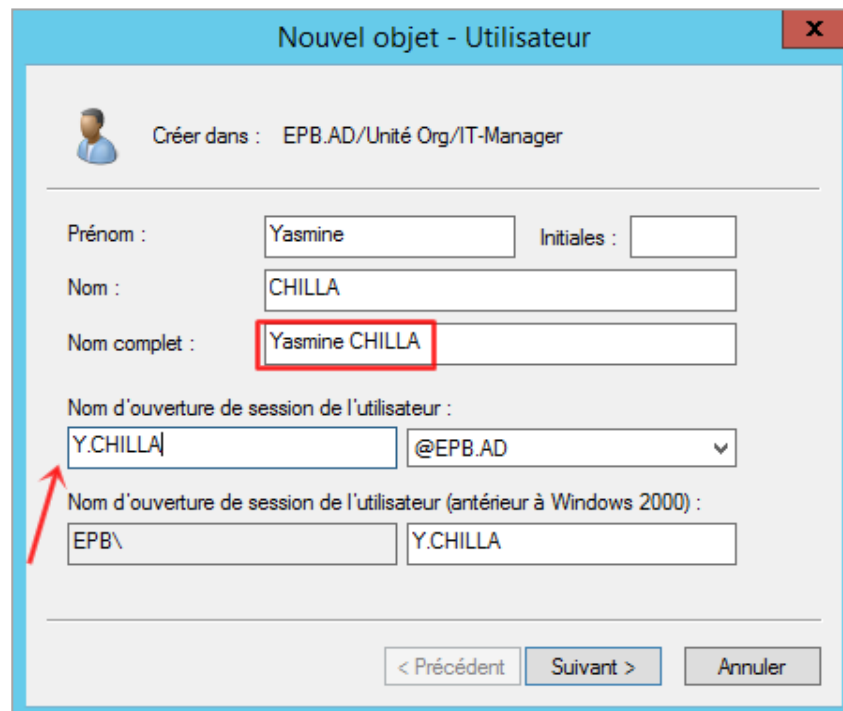 Nouvel objet - Utilisateur
x
Créer dans : EPB.AD/Unité Org/IT-Manager
Prénom : Yasmine Initiales :
Nom : CHILLA
Nom complet : Yasmine CHILLA
Nom d'ouverture de session de l'utilisateur :
Y.CHILLA @EPB.AD
Nom d'ouverture de session de l'utilisateur (antérieur à Windows 2000) :
EPB\ Y.CHILLA
< Précédent Suivant > Annuler